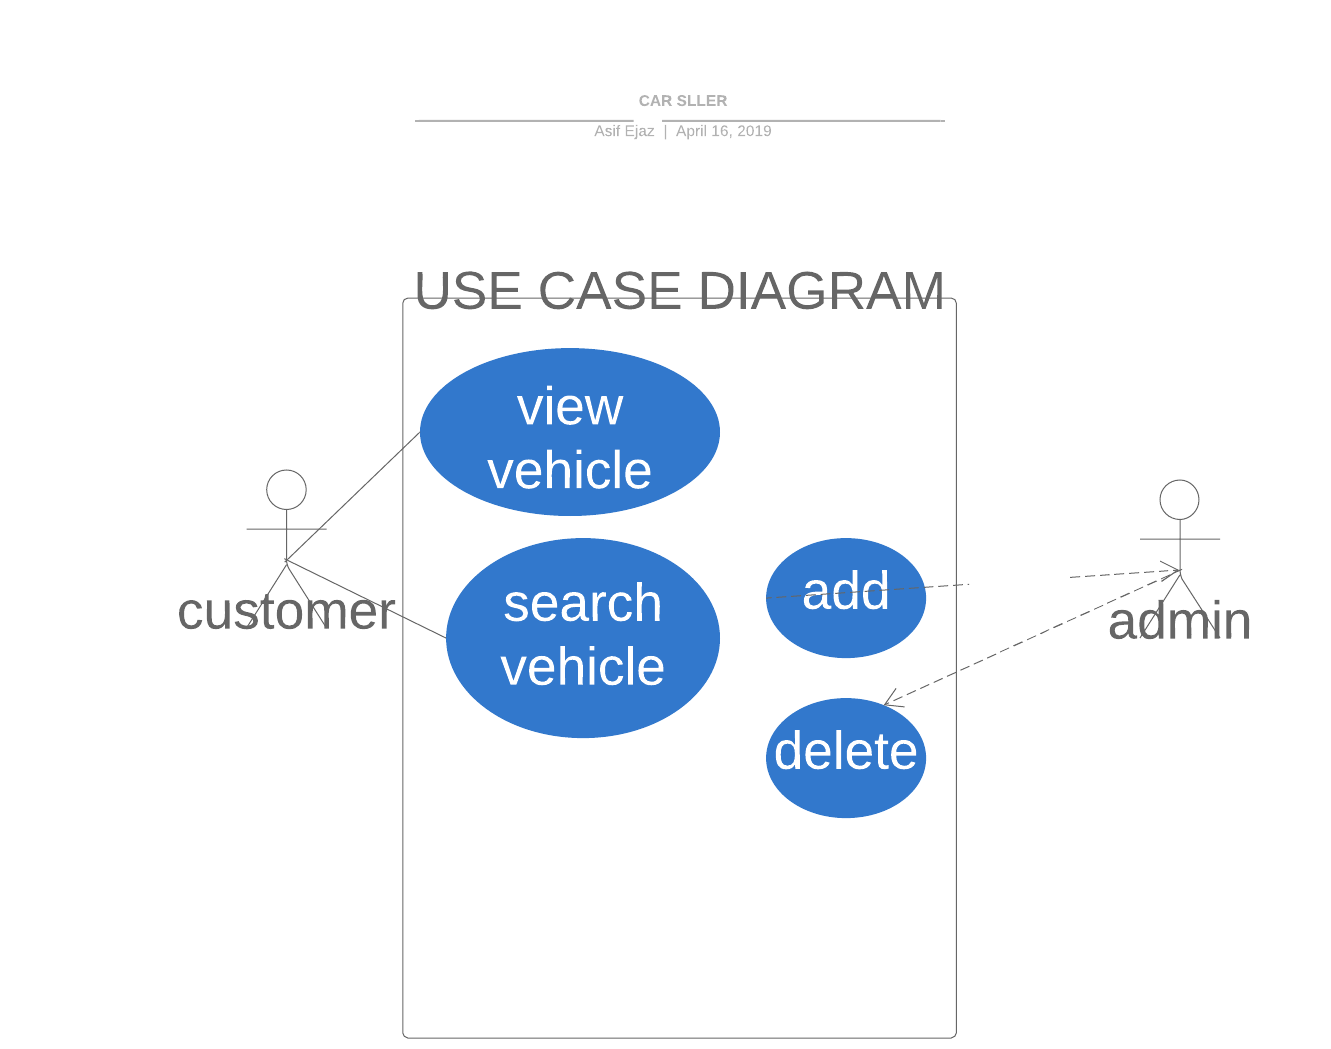 CAR SLLER
Asif Ejaz | April 16, 2019
USE CASE DIAGRAM
view
vehicle
search
vehicle
add
delete
customer
admin